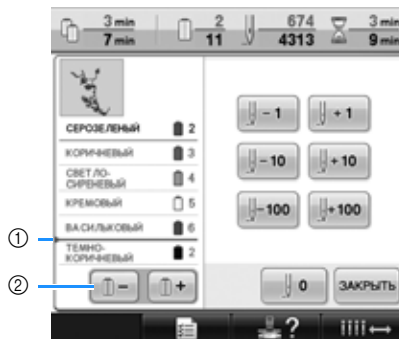 3 min 2 674 3 min
7 min 11 4313 9 min
СЕРОЗЕЛЕНЫЙ 2
КОРИЧНЕВЫЙ 3
СВЕТЛО-
СИРЕНЕВЫЙ 4
КРЕМОВЫЙ 5
ВАСИЛЬКОВЫЙ 6
ТЕМНО-
КОРИЧНЕВЫЙ 2
- 1 + 1
- 10 + 10
- 100 + 100
- + 0 ЗАКРЫТЬ
?
①
②